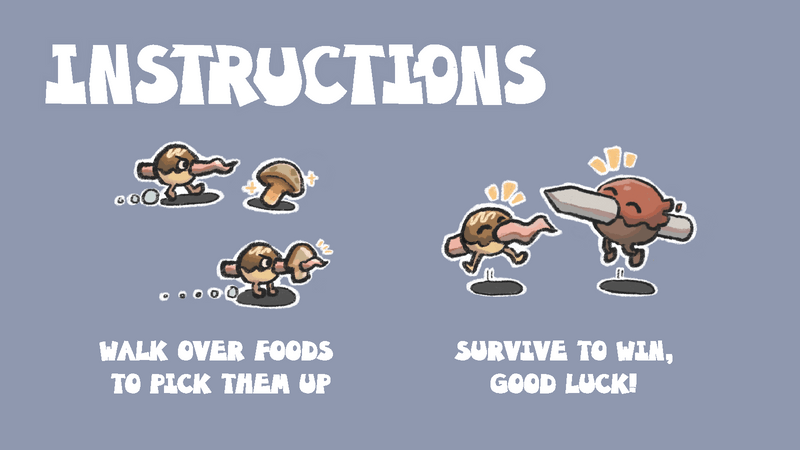 INSTRUCTIONS
WALK OVER FOODS
TO PICK THEM UP
SURVIVE TO WIN,
GOOD LUCK!